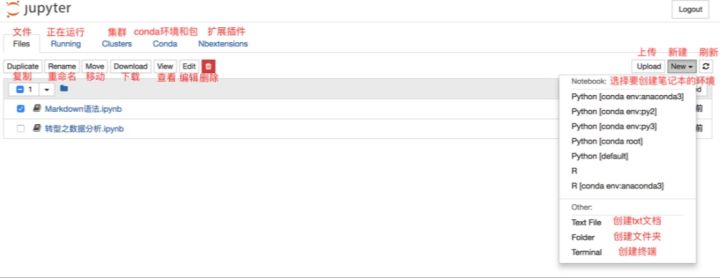 jupyter Logout
文件 正在运行 集群 conda环境和包 扩展插件
Files Running Clusters Conda Nbextensions
上传 新建 刷新
Duplicate Rename Move Download View Edit Upload New
复制 重命名 移动 下载 查看 编辑删除
Notebook: 选择要创建笔记本的环境
1
Python [conda env:anaconda3]
Markdown语法.ipynb 前
Python [conda env:py2]
转型之数据分析.ipynb 前
Python [conda env:py3]
Python [conda root]
Python [default]
R
R [conda env:anaconda3]
Other:
Text File 创建txt文档
Folder 创建文件夹
Terminal 创建终端